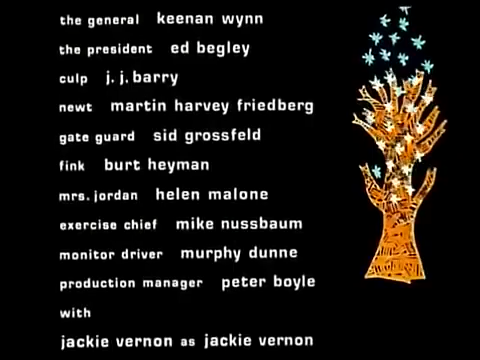 the general keenan wynn
the president ed begley
culp j. j. barry
newt martin harvey friedberg
gate guard sid grossfeld
fink burt heyman
mrs. jordan helen malone
exercise chief mike nussbaum
monitor driver murphy dunne
production manager peter boyle
with
jackie vernon as jackie vernon